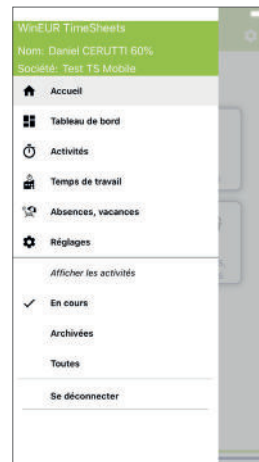 WinEUR TimeSheets
Nom: Daniel CERUTTI 60%
Société: Test TS Mobile
Accueil
Tableau de bord
Activités
Temps de travail
Absences, vacances
Réglages
Afficher les activités
En cours
Archivées
Toutes
Se déconnecter